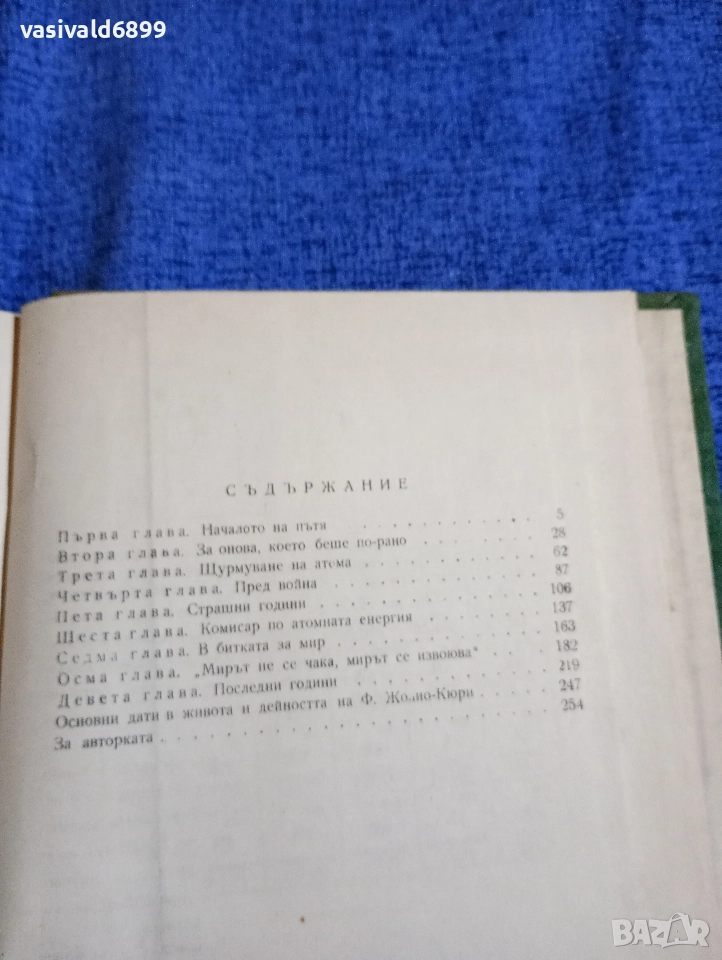 vasivald6899
СЪДЪРЖАНИЕ
Първа глава. Началото на пътя . . . . . . . . . 5
Втора глава. За онова, което беше по-рано . . . . . 28
Трета глава. Щурмуване на атома . . . . . . . . 62
Четвърта глава. Пред война . . . . . . . . . . 87
Пета глава. Страшни години . . . . . . . . . . 106
Шеста глава. Комисар по атомната енергия . . . . . 137
Седма глава. В битката за мир . . . . . . . . . 163
Осма глава. „Мирът не се чака, мирът се извоюва“ . . . 182
Девета глава. Последни години . . . . . . . . . 219
Основни дати в живота и дейността на Ф. Жолио-Кюри . . . . 247
За авторката . . . . . . . . . . . . . . . . 254
BAZAR